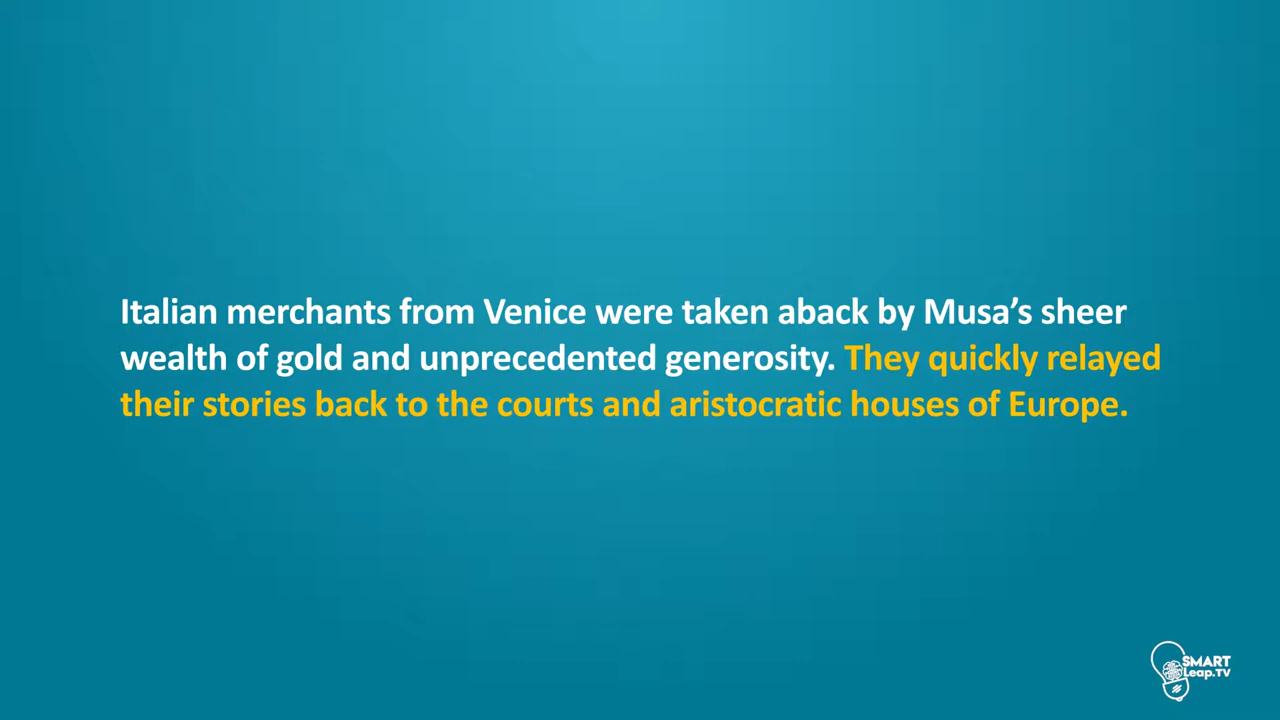 Italian merchants from Venice were taken aback by Musa’s sheer
wealth of gold and unprecedented generosity. They quickly relayed
their stories back to the courts and aristocratic houses of Europe.
SMART
Leap.TV